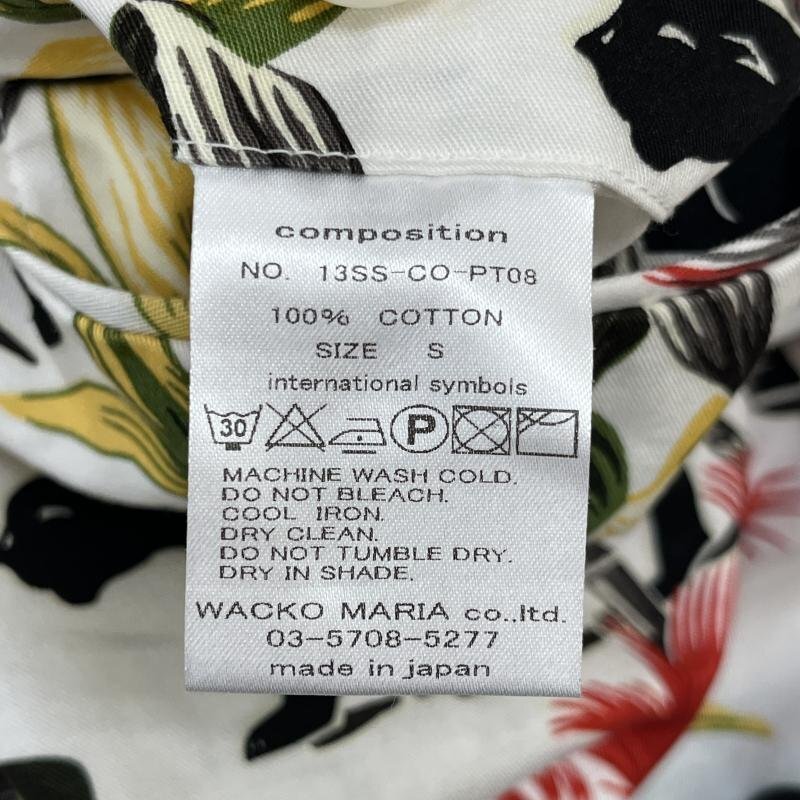 composition
NO. 13SS-CO-PT08
100% COTTON
SIZE S
international symbols
30 P
MACHINE WASH COLD.
DO NOT BLEACH.
COOL IRON.
DRY CLEAN.
DO NOT TUMBLE DRY.
DRY IN SHADE.
WACKO MARIA co.,ltd.
03-5708-5277
made in japan